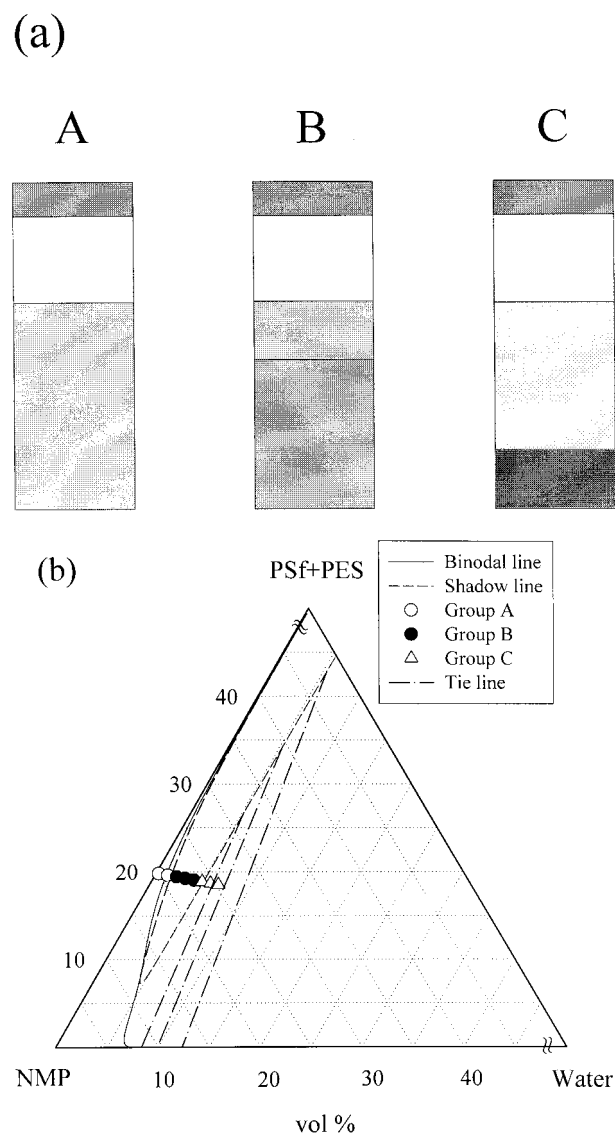 (a)
A B C
(b)
PSf+PES
Binodal line
Shadow line
Group A
Group B
Group C
Tie line
40
30
20
10
NMP 10 20 30 40 Water
vol %